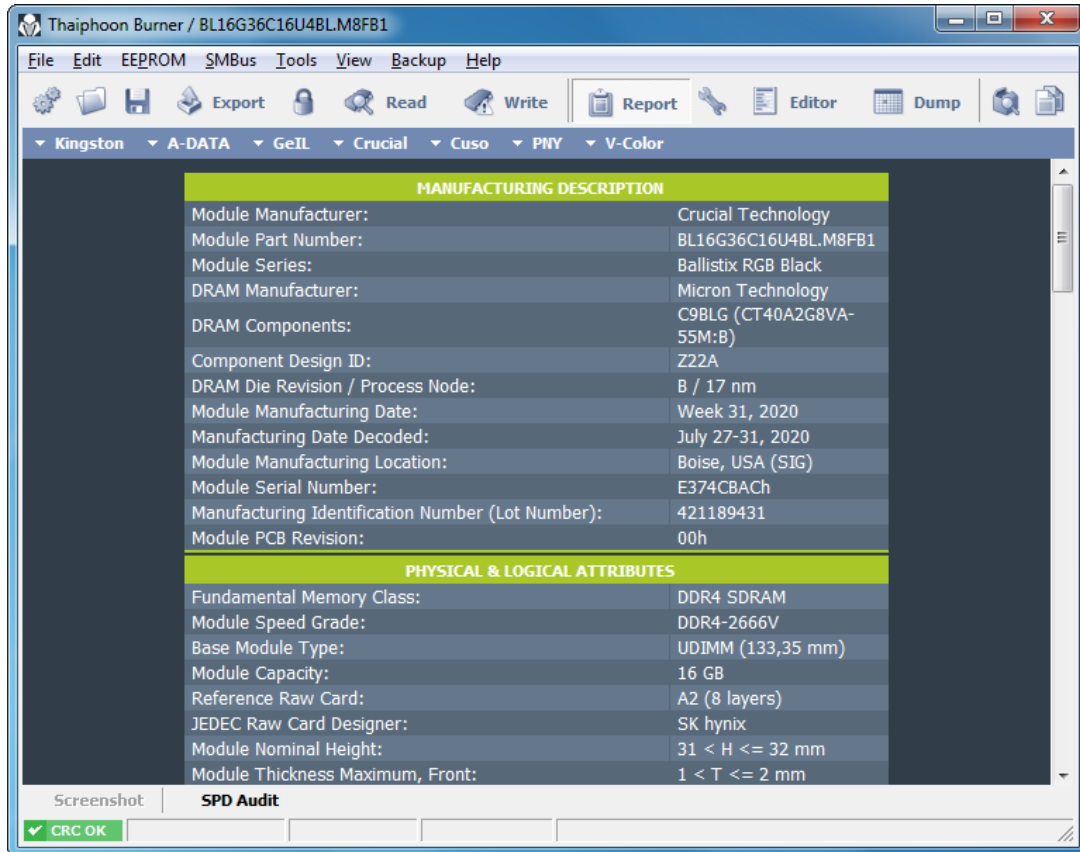 Thaiphoon Burner / BL16G36C16U4BL.M8FB1
File Edit EEPROM SMBus Tools View Backup Help
Export Read Write Report Editor Dump
Kingston A-DATA GeIL Crucial Cuso PNY V-Color
MANUFACTURING DESCRIPTION
Module Manufacturer: Crucial Technology
Module Part Number: BL16G36C16U4BL.M8FB1
Module Series: Ballistix RGB Black
DRAM Manufacturer: Micron Technology
DRAM Components: C9BLG (CT40A2G8VA-
55M:B)
Component Design ID: Z22A
DRAM Die Revision / Process Node: B / 17 nm
Module Manufacturing Date: Week 31, 2020
Manufacturing Date Decoded: July 27-31, 2020
Module Manufacturing Location: Boise, USA (SIG)
Module Serial Number: E374CBACh
Manufacturing Identification Number (Lot Number): 421189431
Module PCB Revision: 00h
PHYSICAL & LOGICAL ATTRIBUTES
Fundamental Memory Class: DDR4 SDRAM
Module Speed Grade: DDR4-2666V
Base Module Type: UDIMM (133,35 mm)
Module Capacity: 16 GB
Reference Raw Card: A2 (8 layers)
JEDEC Raw Card Designer: SK hynix
Module Nominal Height: 31 < H <= 32 mm
Module Thickness Maximum, Front: 1 < T <= 2 mm
Screenshot SPD Audit
CRC OK